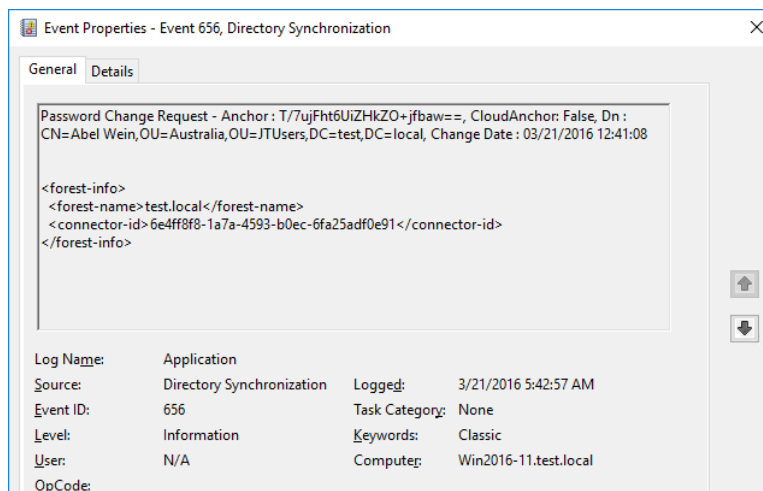 Event Properties - Event 656, Directory Synchronization
General Details
Password Change Request - Anchor : T/7ujFht6UiZHkZO+jfbaw==, CloudAnchor: False, Dn :
CN=Abel Wein,OU=Australia,OU=JTUsers,DC=test,DC=local, Change Date : 03/21/2016 12:41:08
<forest-info>
<forest-name>test.local</forest-name>
<connector-id>6e4ff8f8-1a7a-4593-b0ec-6fa25adf0e91</connector-id>
</forest-info>
Log Name: Application
Source: Directory Synchronization Logged: 3/21/2016 5:42:57 AM
Event ID: 656 Task Category: None
Level: Information Keywords: Classic
User: N/A Computer: Win2016-11.test.local
OpCode: